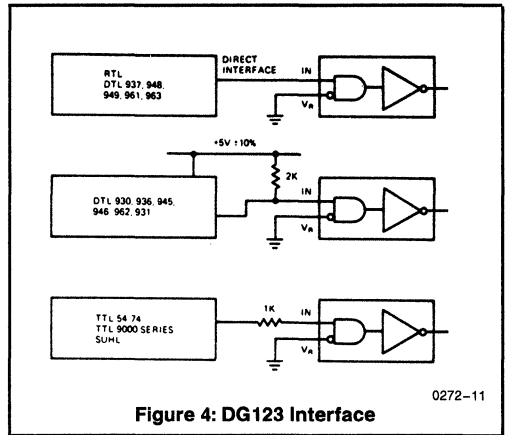 RTL
DTL 937, 948,
949, 961, 963
DIRECT
INTERFACE
IN
VR
+5V ±10%
2K
DTL 930, 936, 945,
946 962, 931
IN
VR
TTL 54 74
TTL 9000 SERIES
SUHL
1K
IN
VR
0272-11
Figure 4: DG123 Interface